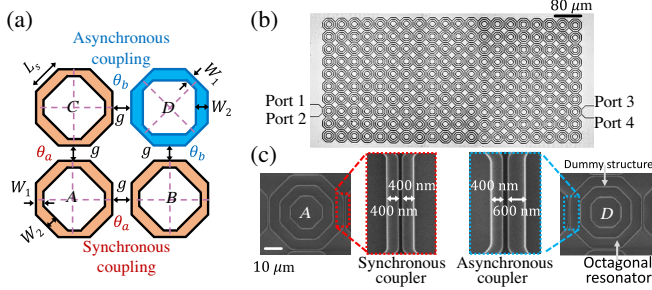 (a)
Asynchronous
coupling
L_s
θ_b
W_1
W_2
C
D
g
θ_a
g
g
θ_b
W_1
A
g
B
W_2
θ_a
Synchronous
coupling
(b)
80 μm
Port 1
Port 2
Port 3
Port 4
(c)
400 nm
400 nm
400 nm
600 nm
Dummy structure
A
D
10 μm
Synchronous
coupler
Asynchronous
coupler
Octagonal
resonator